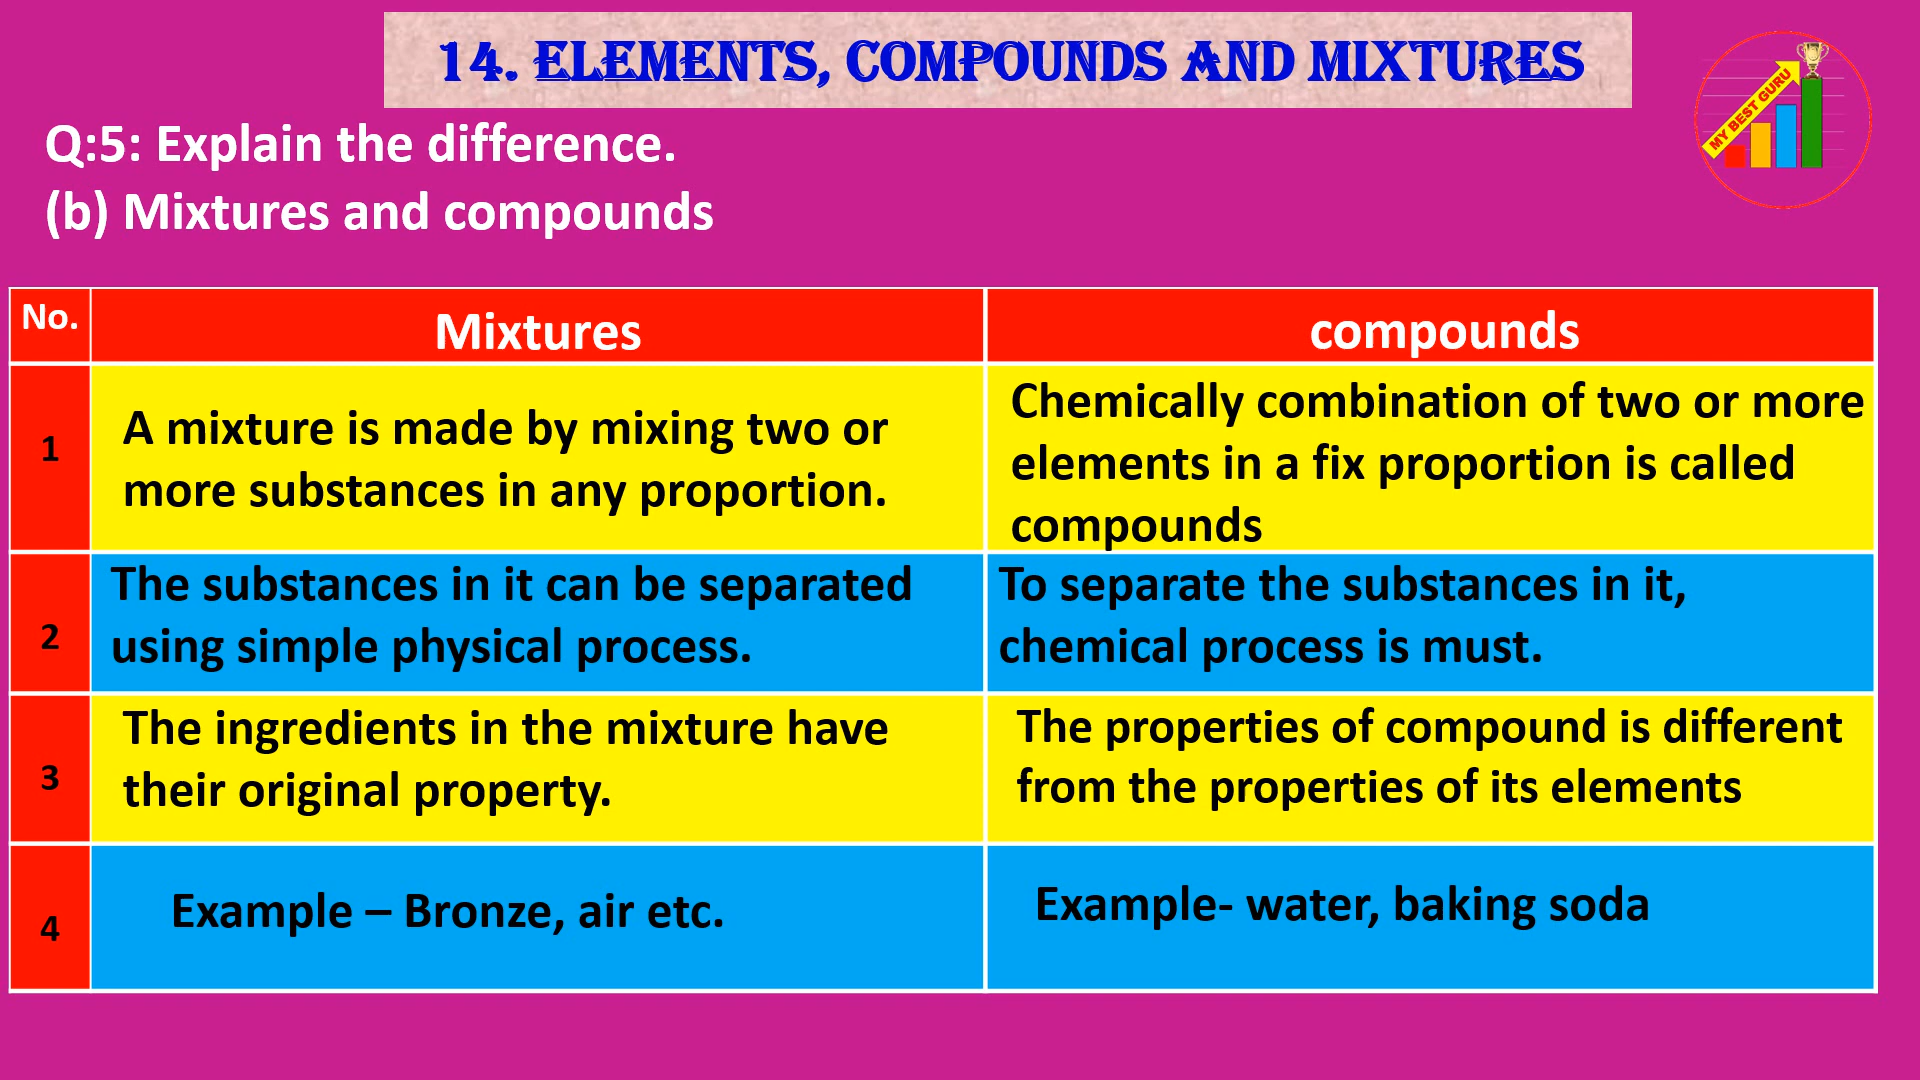 14. ELEMENTS, COMPOUNDS AND MIXTURES
MY BEST GURU
Q:5: Explain the difference.
(b) Mixtures and compounds
No.
Mixtures
compounds
1
A mixture is made by mixing two or
more substances in any proportion.
Chemically combination of two or more
elements in a fix proportion is called
compounds
2
The substances in it can be separated
using simple physical process.
To separate the substances in it,
chemical process is must.
3
The ingredients in the mixture have
their original property.
The properties of compound is different
from the properties of its elements
4
Example – Bronze, air etc.
Example- water, baking soda